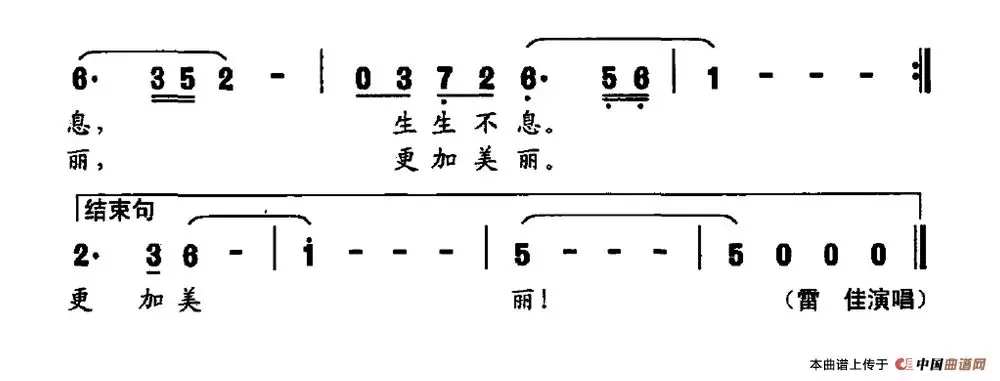 6· 3 5 2 - | 0 3 7 2 6· 5 6 | 1 - - - :||
息， 生 生 不 息。
丽， 更 加 美 丽。
结束句
2· 3 6 - | 1 - - - | 5 - - - | 5 0 0 0 ||
更 加 美 丽！ （雷 佳演唱）
本曲谱上传于 中国曲谱网